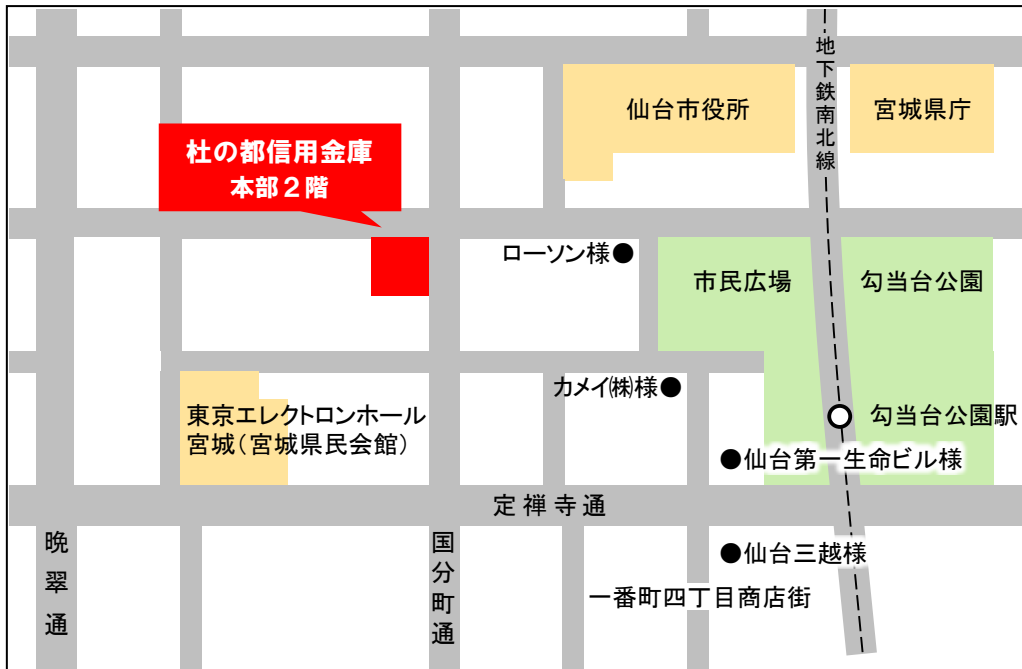 地下鉄南北線
仙台市役所
宮城県庁
杜の都信用金庫
本部２階
ローソン様●
市民広場
勾当台公園
カメイ㈱様●
東京エレクトロンホール
宮城（宮城県民会館）
勾当台公園駅
●仙台第一生命ビル様
定禅寺通
晩翠通
国分町通
●仙台三越様
一番町四丁目商店街